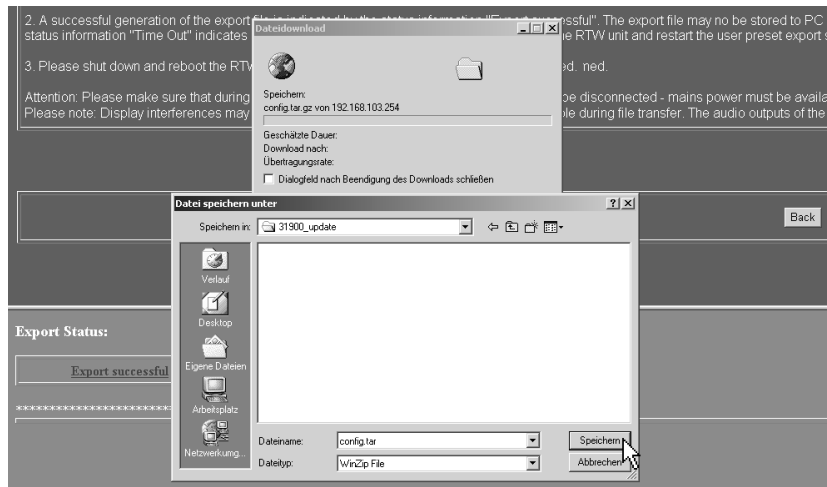 2. A successful generation of the export file is indicated by the status information "Export successful". The export file may no be stored to PC
status information "Time Out" indicates he RTW unit and restart the user preset export s
3. Please shut down and reboot the RTW ed. ned.
Attention: Please make sure that during be disconnected - mains power must be availa
Please note: Display interferences may ble during file transfer. The audio outputs of the
Dateidownload
Speichern:
config.tar.gz von 192.168.103.254
Geschätzte Dauer:
Download nach:
Übertragungsrate:
Dialogfeld nach Beendigung des Downloads schließen
Back
Datei speichern unter
Speichern in:
31900_update
Verlauf
Desktop
Eigene Dateien
Arbeitsplatz
Netzwerkumg...
Export Status:
Export successful
************************
Dateiname:
config.tar
Speichern
Dateityp:
WinZip File
Abbrechen